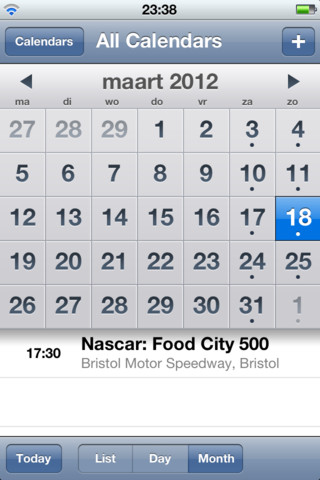 23:38
Calendars All Calendars +
maart 2012
ma di wo do vr za zo
27 28 29 1 2 3 4
5 6 7 8 9 10 11
12 13 14 15 16 17 18
19 20 21 22 23 24 25
26 27 28 29 30 31 1
17:30 Nascar: Food City 500
Bristol Motor Speedway, Bristol
Today List Day Month